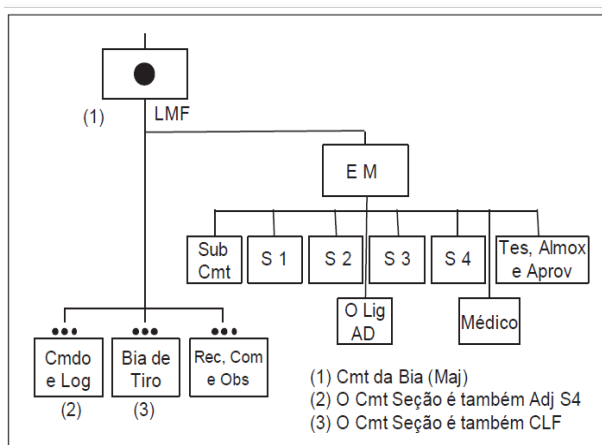 (1)
LMF
E M
Sub
Cmt
S 1
S 2
S 3
S 4
Tes, Almox
e Aprov
O Lig
AD
Médico
Cmdo
e Log
Bia de
Tiro
Rec, Com
e Obs
(2)
(3)
(1) Cmt da Bia (Maj)
(2) O Cmt Seção é também Adj S4
(3) O Cmt Seção é também CLF